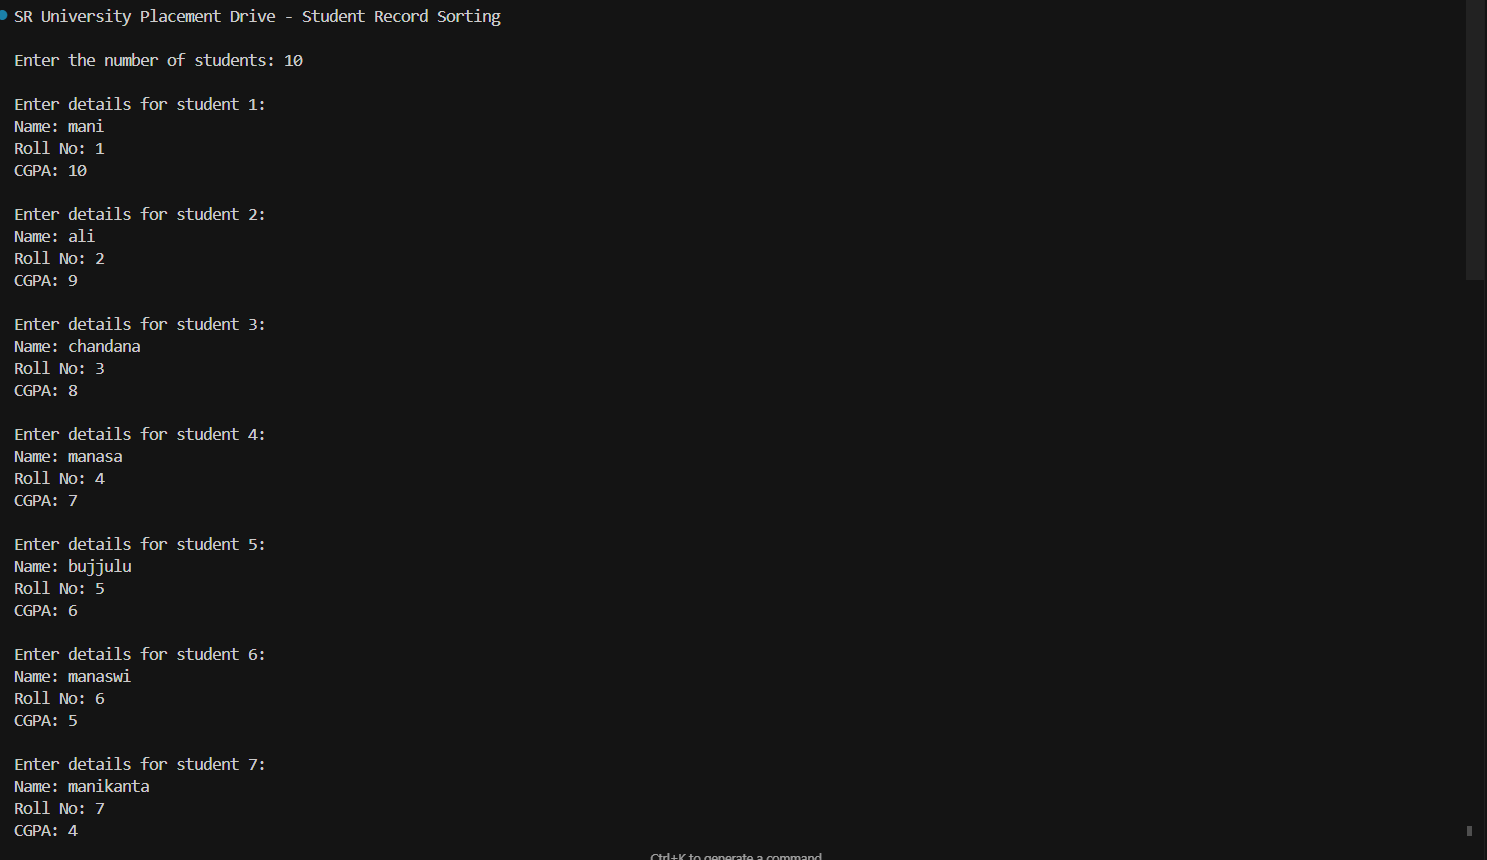 SR University Placement Drive - Student Record Sorting
Enter the number of students: 10
Enter details for student 1:
Name: mani
Roll No: 1
CGPA: 10
Enter details for student 2:
Name: ali
Roll No: 2
CGPA: 9
Enter details for student 3:
Name: chandana
Roll No: 3
CGPA: 8
Enter details for student 4:
Name: manasa
Roll No: 4
CGPA: 7
Enter details for student 5:
Name: bujjulu
Roll No: 5
CGPA: 6
Enter details for student 6:
Name: manaswi
Roll No: 6
CGPA: 5
Enter details for student 7:
Name: manikanta
Roll No: 7
CGPA: 4
Ctrl+K to generate a command